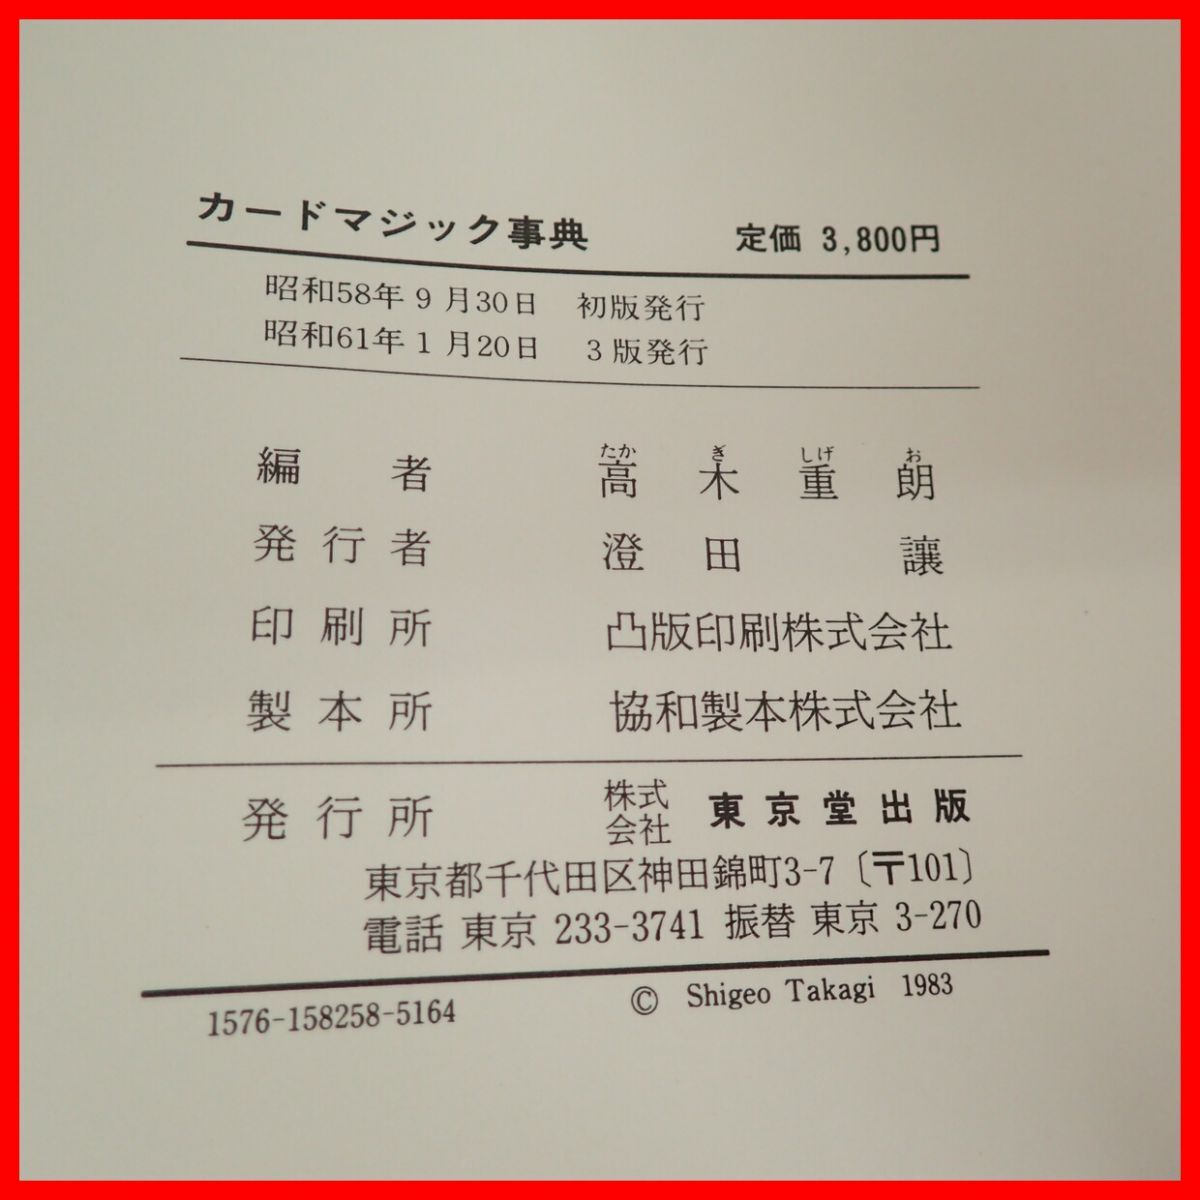 カードマジック事典 定価 3,800円
昭和58年9月30日 初版発行
昭和61年1月20日 3版発行
たか ぎ しげ お
編者 高木重朗
発行者 澄田 譲
印刷所 凸版印刷株式会社
製本所 協和製本株式会社
発行所 株式会社 東京堂出版
東京都千代田区神田錦町3-7〔〒101〕
電話 東京 233-3741 振替 東京 3-270
1576-158258-5164 © Shigeo Takagi 1983